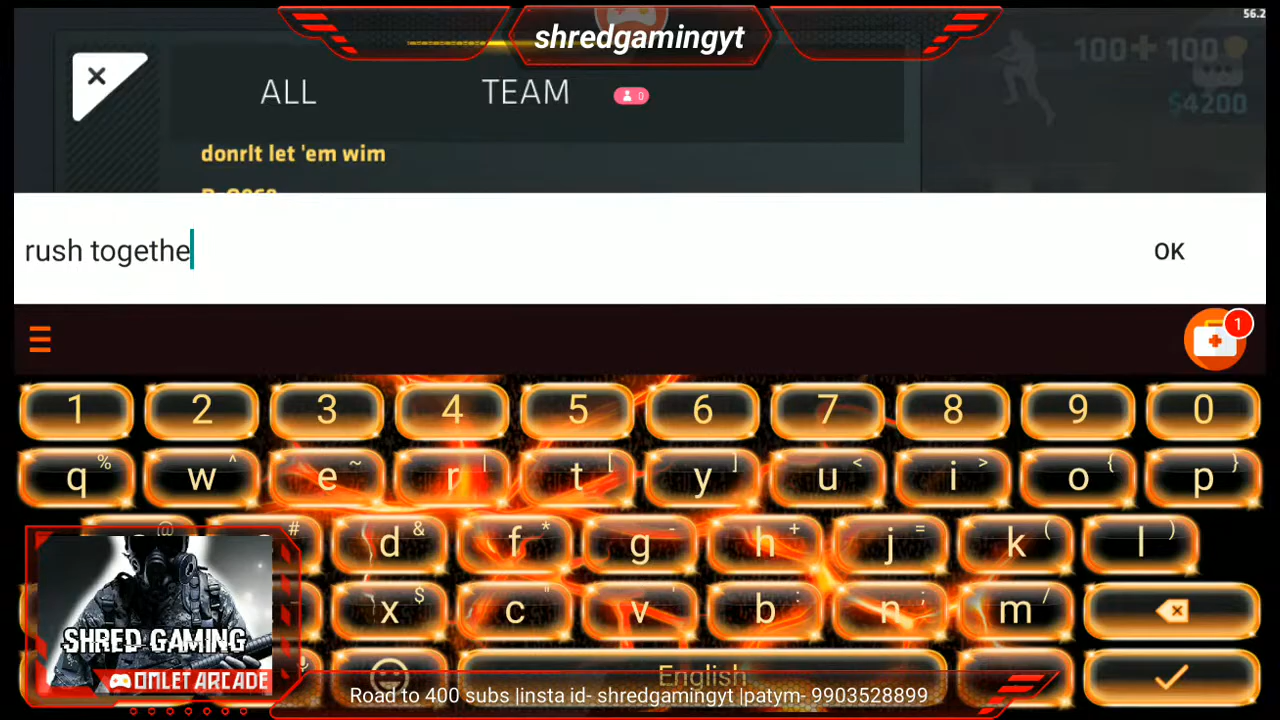 56.2
shredgamingyt
100 + 100
ALL TEAM 0
$4200
donrlt let 'em wim
rush togethe OK
1
1 2 3 4 5 6 7 8 9 0
% ^ ~ | [ ] < > { }
q w e r t y u i o p
@ # & * - + = ( )
d f g h j k l
$ " ' : ; /
x c v b n m
SHRED GAMING
OMLET ARCADE
English
Road to 400 subs |insta id- shredgamingyt |patym- 9903528899